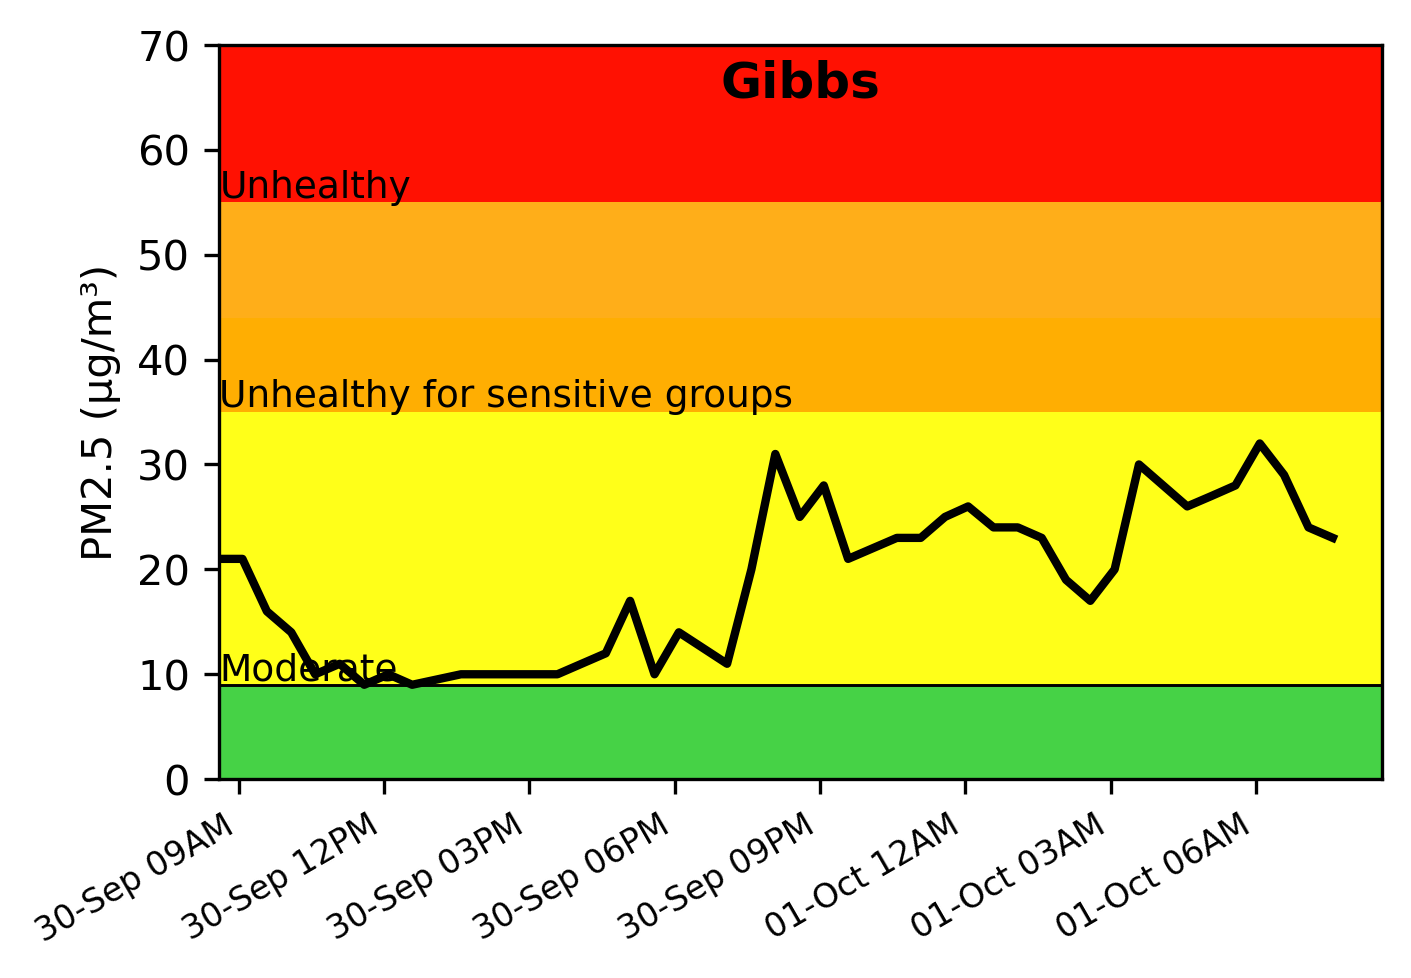 Gibbs
PM2.5 (µg/m³)
70
60
50
40
30
20
10
0
Unhealthy
Unhealthy for sensitive groups
Moderate
30-Sep 09AM
30-Sep 12PM
30-Sep 03PM
30-Sep 06PM
30-Sep 09PM
01-Oct 12AM
01-Oct 03AM
01-Oct 06AM